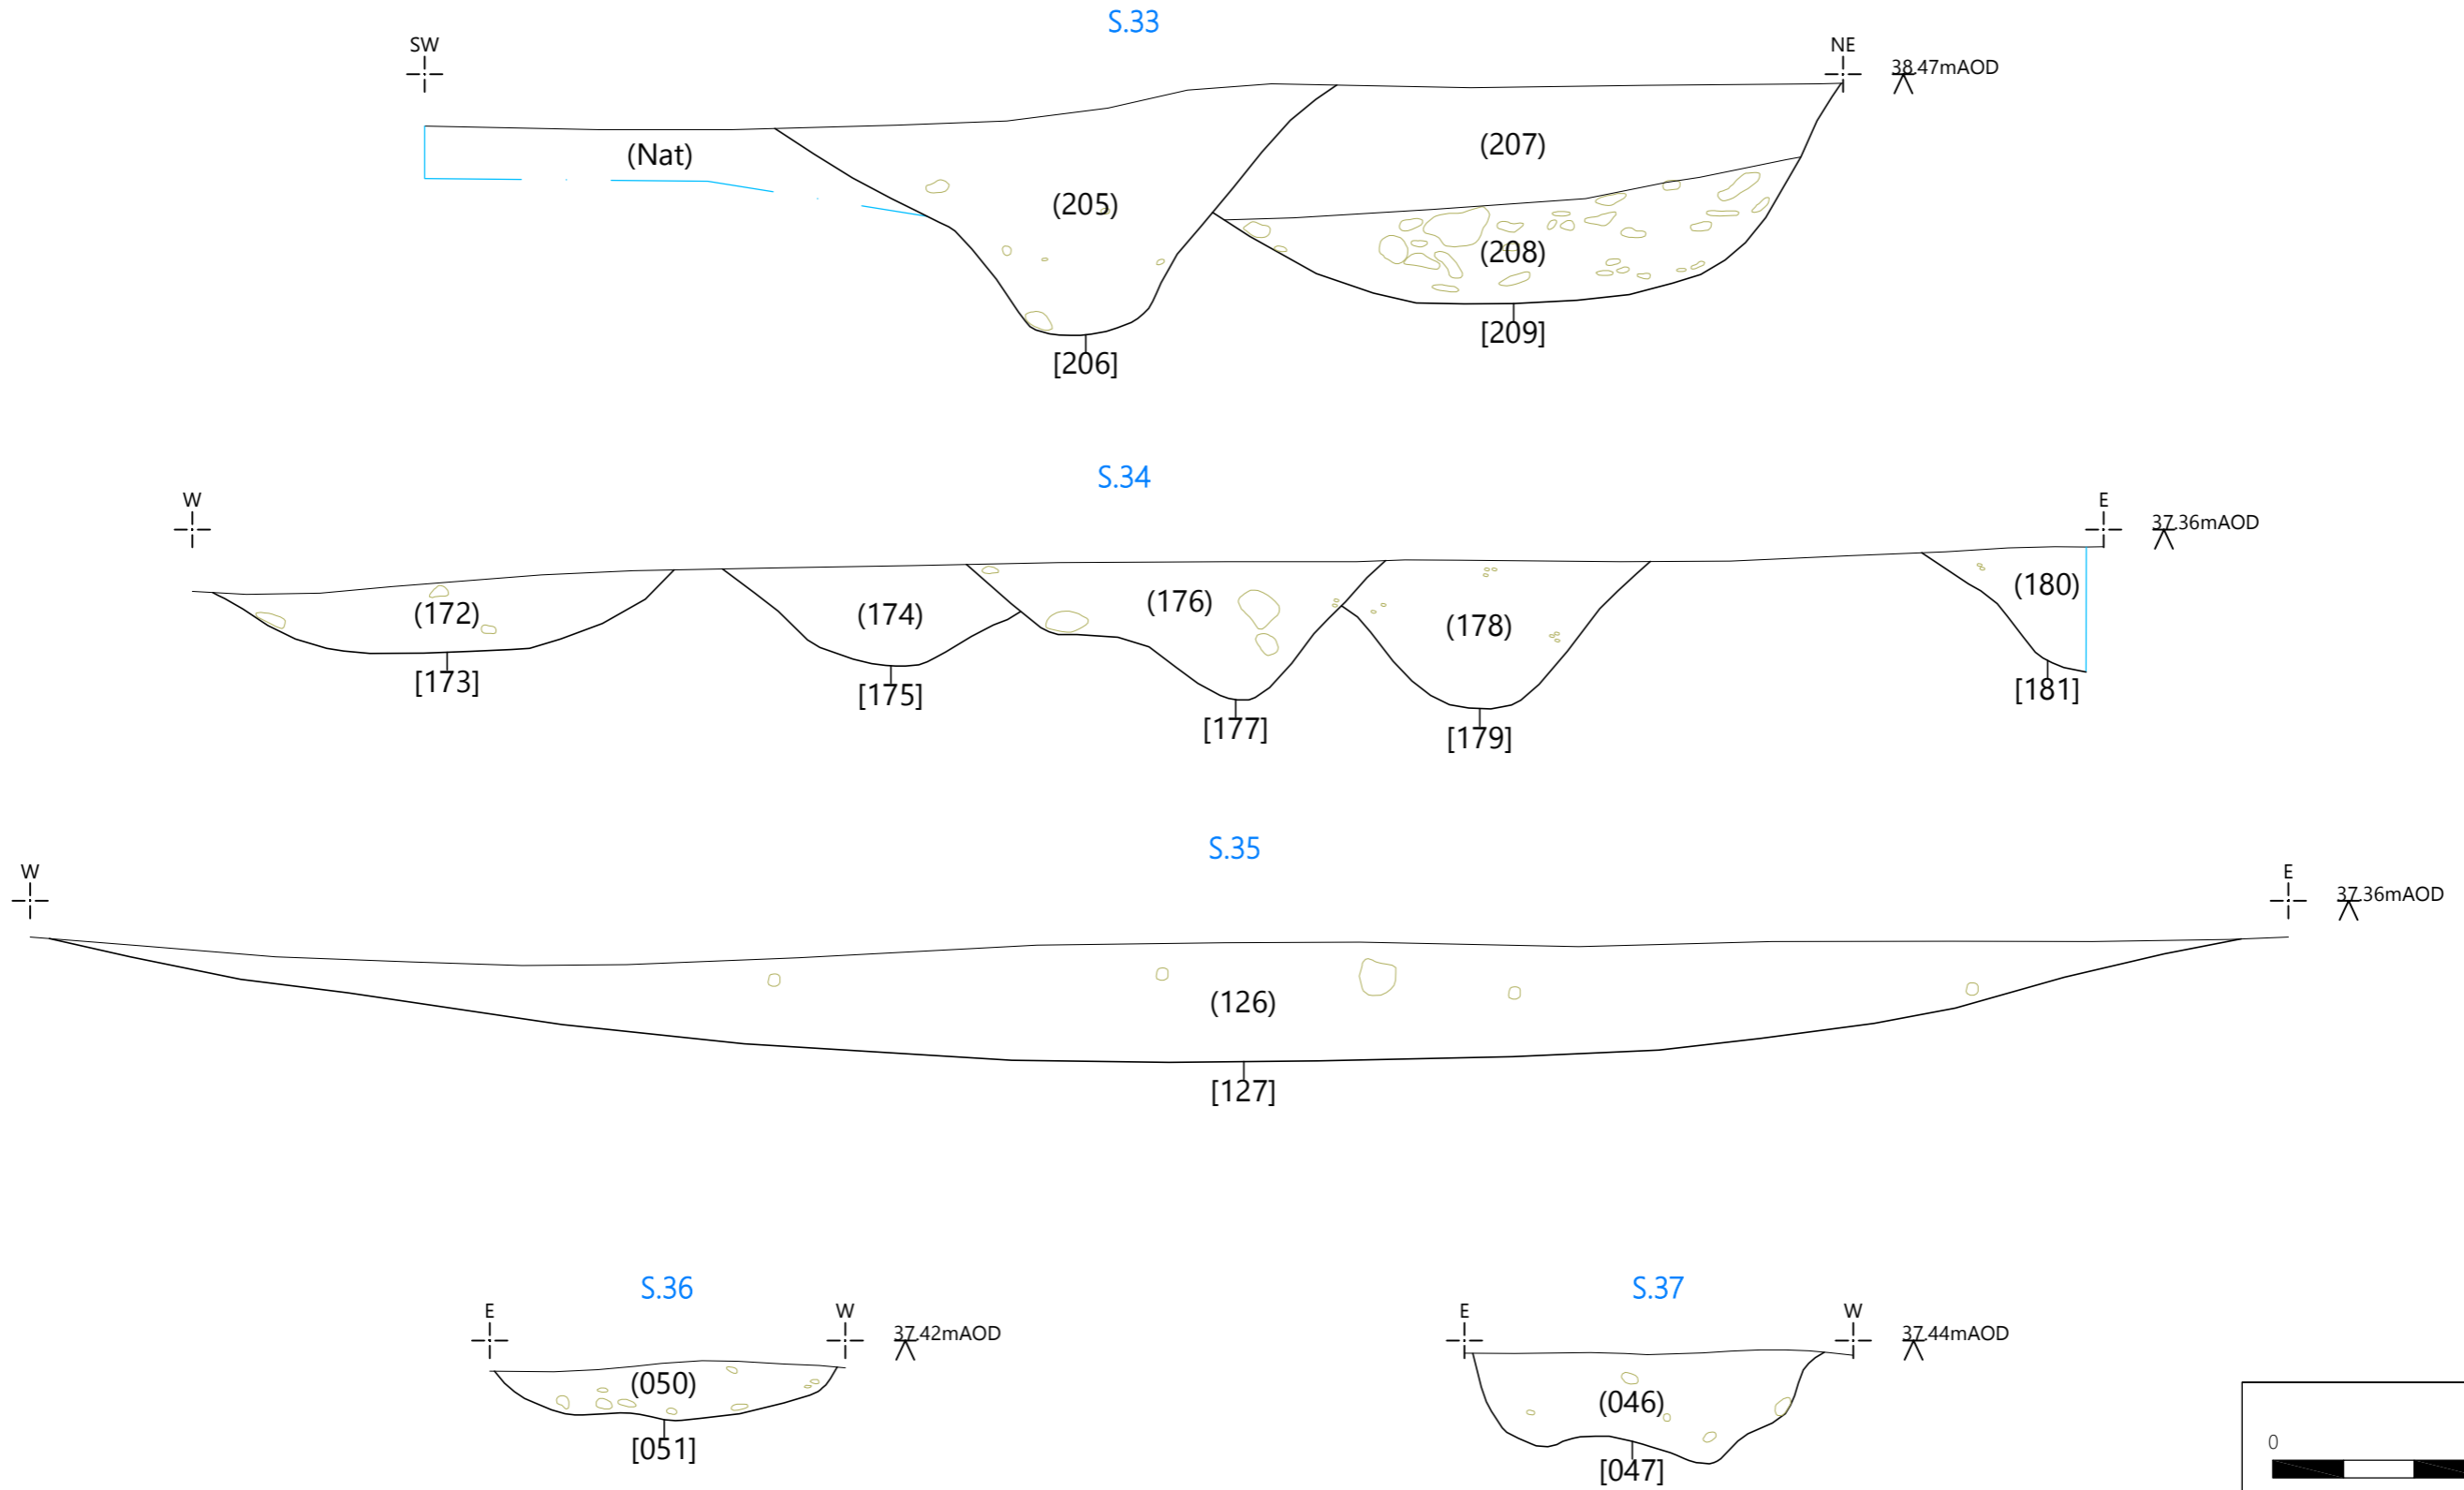 S.33
SW
NE
38.47mAOD
(Nat)
(205)
(207)
(208)
[206]
[209]
S.34
W
E
37.36mAOD
(172)
(174)
(176)
(178)
(180)
[173]
[175]
[177]
[179]
[181]
S.35
W
E
37.36mAOD
(126)
[127]
S.36
E
W
37.42mAOD
(050)
[051]
S.37
E
W
37.44mAOD
(046)
[047]
0